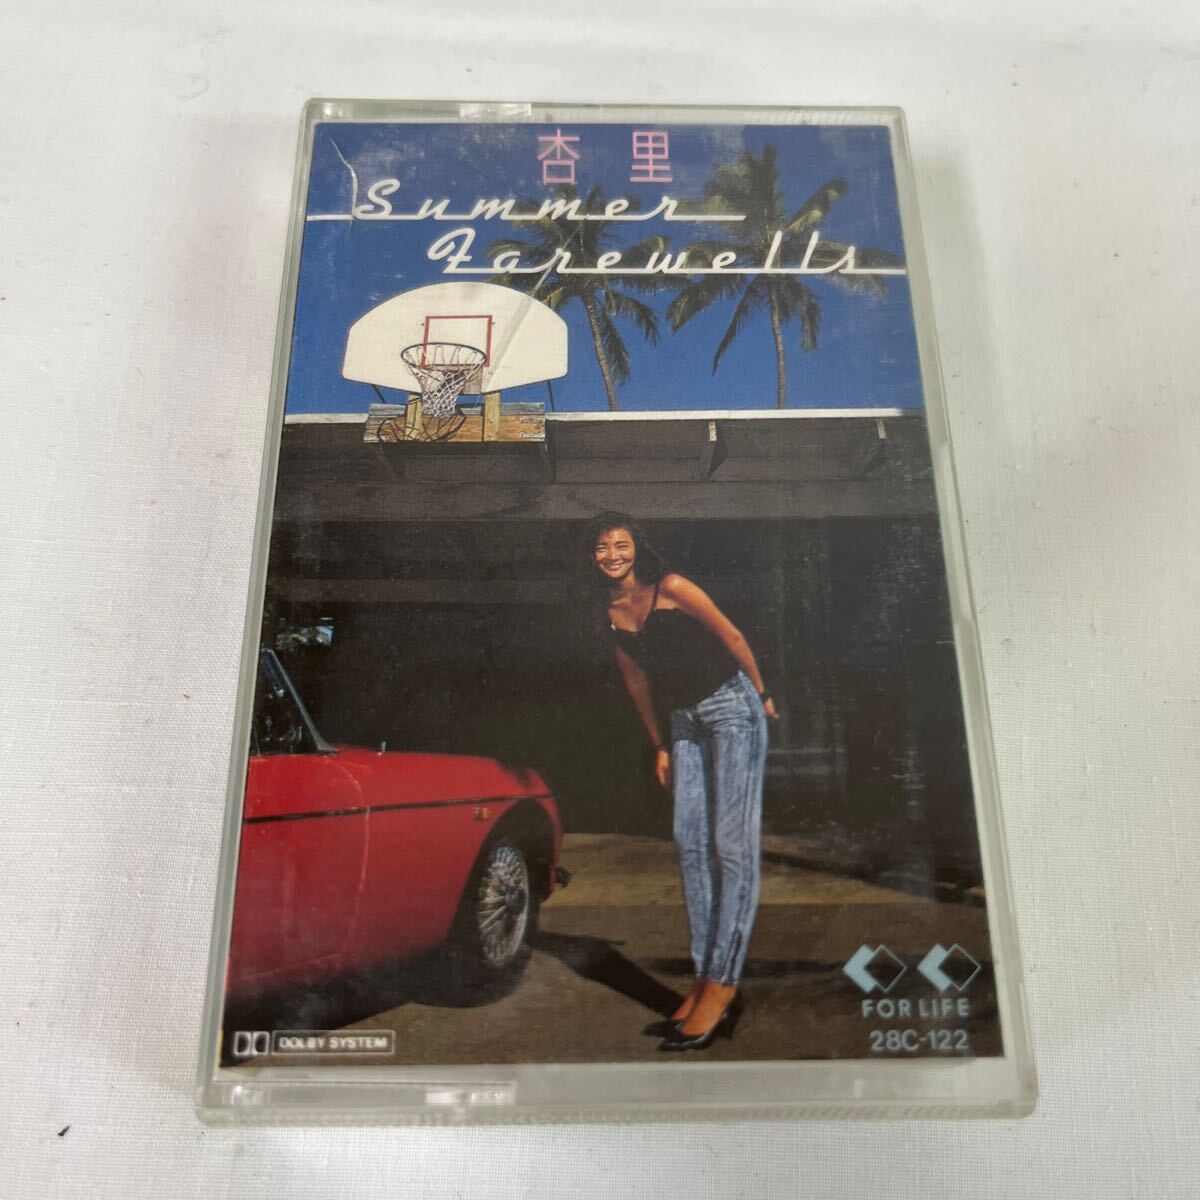 杏里
Summer
Farewells
FOR LIFE
28C-122
DOLBY SYSTEM